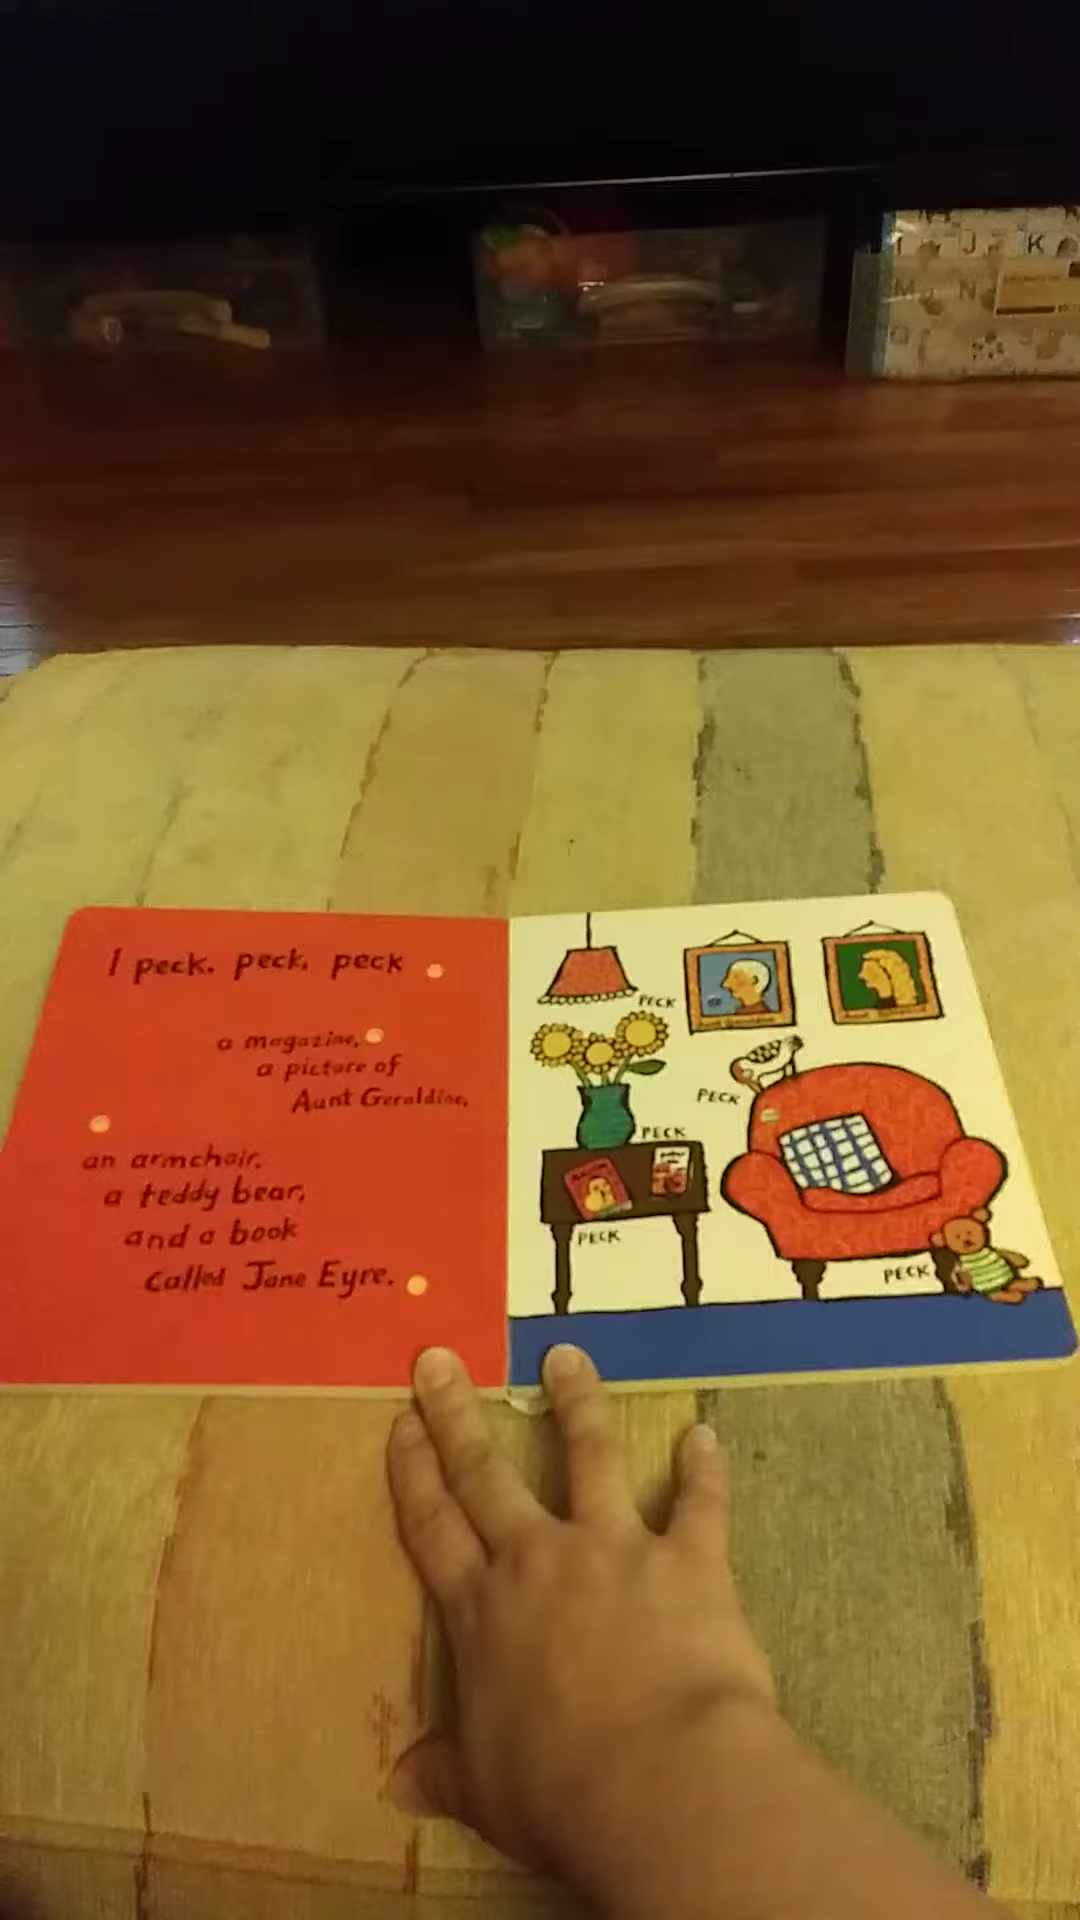 I peck, peck, peck
a magazine,
a picture of
Aunt Geraldine,
an armchair,
a teddy bear,
and a book
called Jane Eyre.
PECK
PECK
PECK
PECK
PECK
J K
M N